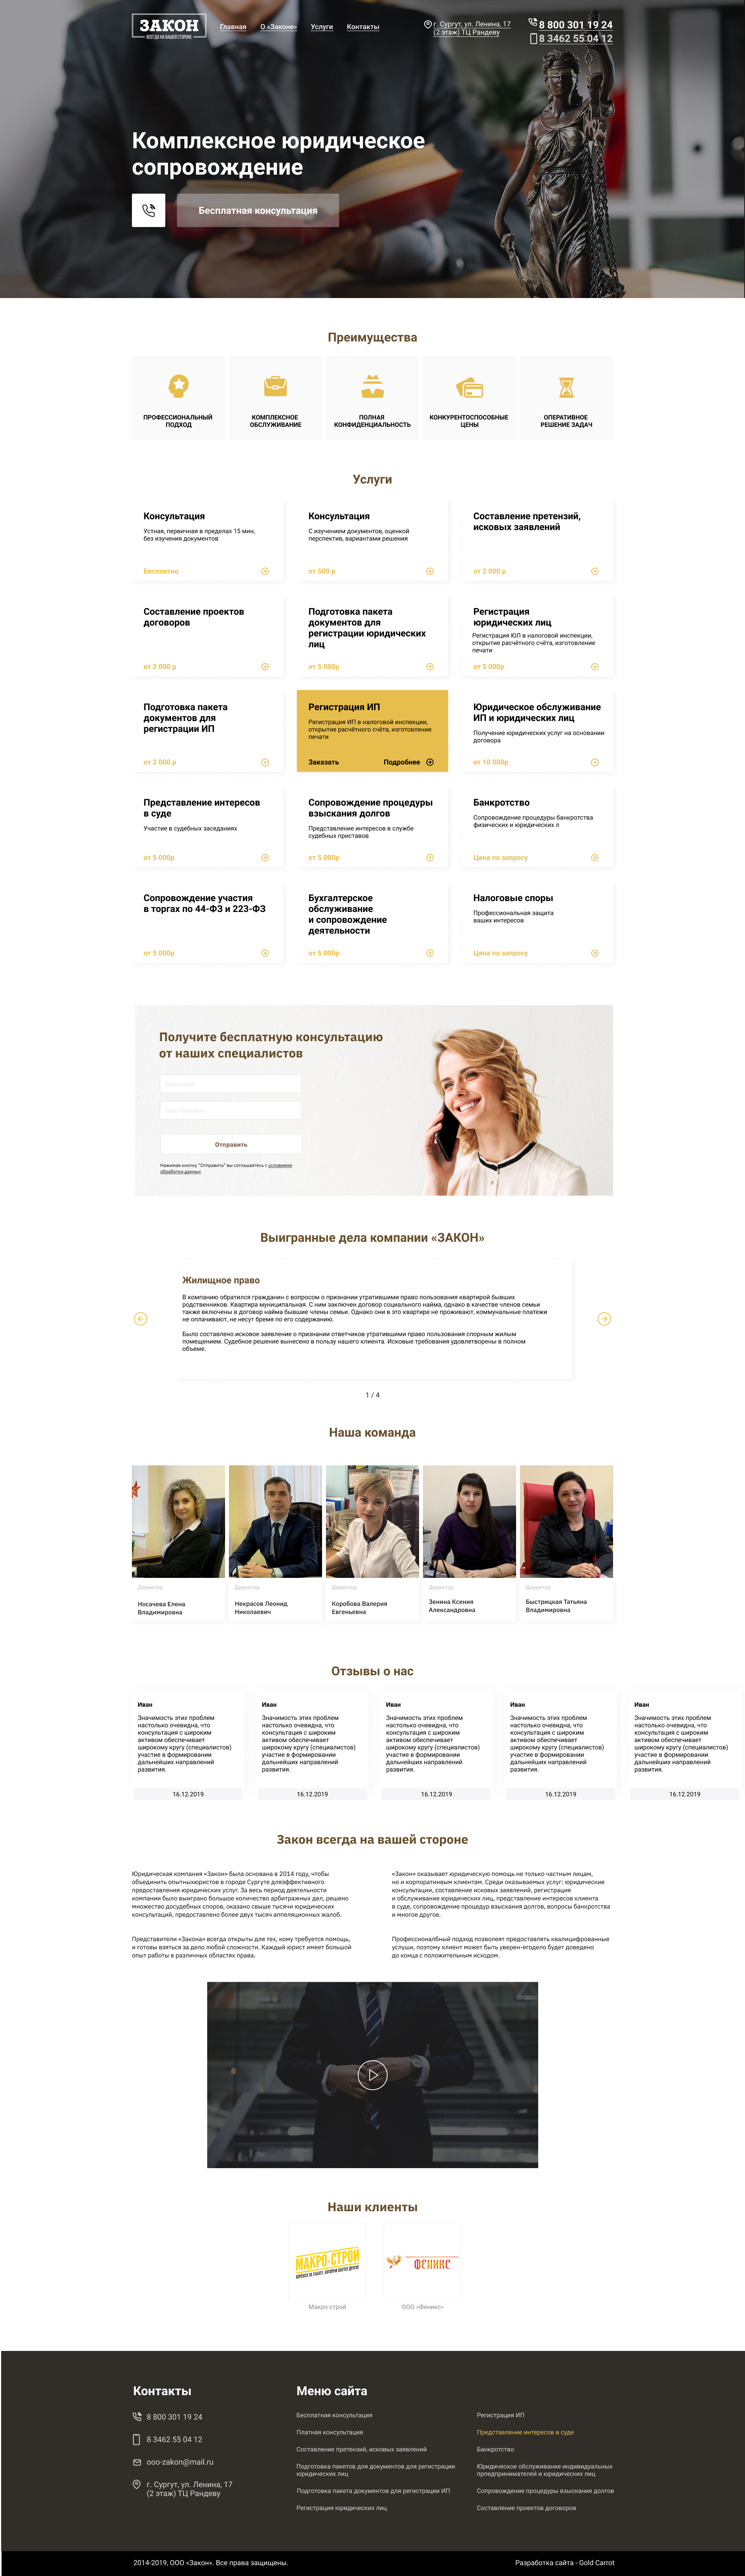 ЗАКОН
ВСЕГДА НА ВАШЕЙ СТОРОНЕ
Главная
О «Законе»
Услуги
Контакты
г. Сургут, ул. Ленина, 17
(2 этаж) ТЦ Рандеву
8 800 301 19 24
8 3462 55 04 12
Комплексное юридическое
сопровождение
Бесплатная консультация
Преимущества
ПРОФЕССИОНАЛЬНЫЙ
ПОДХОД
КОМПЛЕКСНОЕ
ОБСЛУЖИВАНИЕ
ПОЛНАЯ
КОНФИДЕНЦИАЛЬНОСТЬ
КОНКУРЕНТОСПОСОБНЫЕ
ЦЕНЫ
ОПЕРАТИВНОЕ
РЕШЕНИЕ ЗАДАЧ
Услуги
Консультация
Устная, первичная в пределах 15 мин,
без изучения документов
Бесплатно
Консультация
С изучением документов, оценкой
перспектив, вариантами решения
от 500 р
Составление претензий,
исковых заявлений
от 2 000 р
Составление проектов
договоров
от 2 000 р
Подготовка пакета
документов для
регистрации юридических
лиц
от 5 000р
Регистрация
юридических лиц
Регистрация ЮЛ в налоговой инспекции,
открытие расчётного счёта, изготовление
печати
от 5 000р
Подготовка пакета
документов для
регистрации ИП
от 2 000 р
Регистрация ИП
Регистрация ИП в налоговой инспекции,
открытие расчётного счёта, изготовление
печати
Заказать
Подробнее
Юридическое обслуживание
ИП и юридических лиц
Получение юридических услуг на основании
договора
от 10 000р
Представление интересов
в суде
Участие в судебных заседаниях
от 5 000р
Сопровождение процедуры
взыскания долгов
Представление интересов в службе
судебных приставов
от 5 000р
Банкротство
Сопровождение процедуры банкротства
физических и юридических л
Цена по запросу
Сопровождение участия
в торгах по 44-ФЗ и 223-ФЗ
от 5 000р
Бухгалтерское
обслуживание
и сопровождение
деятельности
от 5 000р
Налоговые споры
Профессиональная защита
ваших интересов
Цена по запросу
Получите бесплатную консультацию
от наших специалистов
Ваше имя
Ваш телефон
Отправить
Нажимая кнопку "Отправить" вы соглашаетесь с условиями
обработки данных
Выигранные дела компании «ЗАКОН»
Жилищное право
В компанию обратился гражданин с вопросом о признании утратившими право пользования квартирой бывших
родственников. Квартира муниципальная. С ним заключен договор социального найма, однако в качестве членов семьи
также включены в договор найма бывшие члены семьи. Однако они в это квартире не проживают, коммунальные платежи
не оплачивают, не несут бремя по его содержанию.
Было составлено исковое заявление о признании ответчиков утратившими право пользования спорным жилым
помещением. Судебное решение вынесено в пользу нашего клиента. Исковые требования удовлетворены в полном
объеме.
1 / 4
Наша команда
Директор
Носачева Елена
Владимировна
Директор
Некрасов Леонид
Николаевич
Директор
Коробова Валерия
Евгеньевна
Директор
Зенина Ксения
Александровна
Директор
Быстрицкая Татьяна
Владимировна
Отзывы о нас
Иван
Значимость этих проблем
настолько очевидна, что
консультация с широким
активом обеспечивает
широкому кругу (специалистов)
участие в формировании
дальнейших направлений
развития.
16.12.2019
Иван
Значимость этих проблем
настолько очевидна, что
консультация с широким
активом обеспечивает
широкому кругу (специалистов)
участие в формировании
дальнейших направлений
развития.
16.12.2019
Иван
Значимость этих проблем
настолько очевидна, что
консультация с широким
активом обеспечивает
широкому кругу (специалистов)
участие в формировании
дальнейших направлений
развития.
16.12.2019
Иван
Значимость этих проблем
настолько очевидна, что
консультация с широким
активом обеспечивает
широкому кругу (специалистов)
участие в формировании
дальнейших направлений
развития.
16.12.2019
Иван
Значимость этих проблем
настолько очевидна, что
консультация с широким
активом обеспечивает
широкому кругу (специалистов)
участие в формировании
дальнейших направлений
развития.
16.12.2019
Закон всегда на вашей стороне
Юридическая компания «Закон» была основана в 2014 году, чтобы
объединить опытныхюристов в городе Сургуте дляэффективного
предоставления юридических услуг. За весь период деятельности
компании было выиграно большое количество арбитражных дел, решено
множество досудебных споров, оказано свыше тысячи юридических
консультаций, предоставлено более двух тысяч аппеляционных жалоб.
Представители «Закона» всегда открыты для тех, кому требуется помощь,
и готовы взяться за дело любой сложности. Каждый юрист имеет большой
опыт работы в различных областях права.
«Закон» оказывает юридическую помощь не только частным лицам,
но и корпоративным клиентам. Среди оказываемых услуг: юридические
консультации, составление исковых заявлений, регистрация
и обслуживание юридических лиц, представление интересов клиента
в суде, сопровождение процедур взыскания долгов, вопросы банкротства
и многое другое.
Профессионалбный подход позволяет предоставлять квалицифрованные
услуши, поэтому клиент может быть уверен-егодело будет доведено
до конца с положительным исходом.
Наши клиенты
МАКРО-СТРОЙ
БЕРЁМСЯ ЗА РАБОТУ, КОТОРОЙ БОЯТСЯ ДРУГИЕ
Макро-строй
ФЕНИКС
ООО «Феникс»
Контакты
8 800 301 19 24
8 3462 55 04 12
ooo-zakon@mail.ru
г. Сургут, ул. Ленина, 17
(2 этаж) ТЦ Рандеву
Меню сайта
Бесплатная консультация
Платная консультация
Составление претензий, исковых заявлений
Подготовка пакетов для документов для регистрации
юридических лиц
Подготовка пакета документов для регистрации ИП
Регистрация юридических лиц
Регистрация ИП
Представление интересов в суде
Банкротство
Юридическое обслуживание индивидуальных
прпедпринимателей и юридических лиц
Сопровождение процедуры взыскания долгов
Составление проектов договоров
2014-2019, ООО «Закон». Все права защищены.
Разработка сайта - Gold Carrot